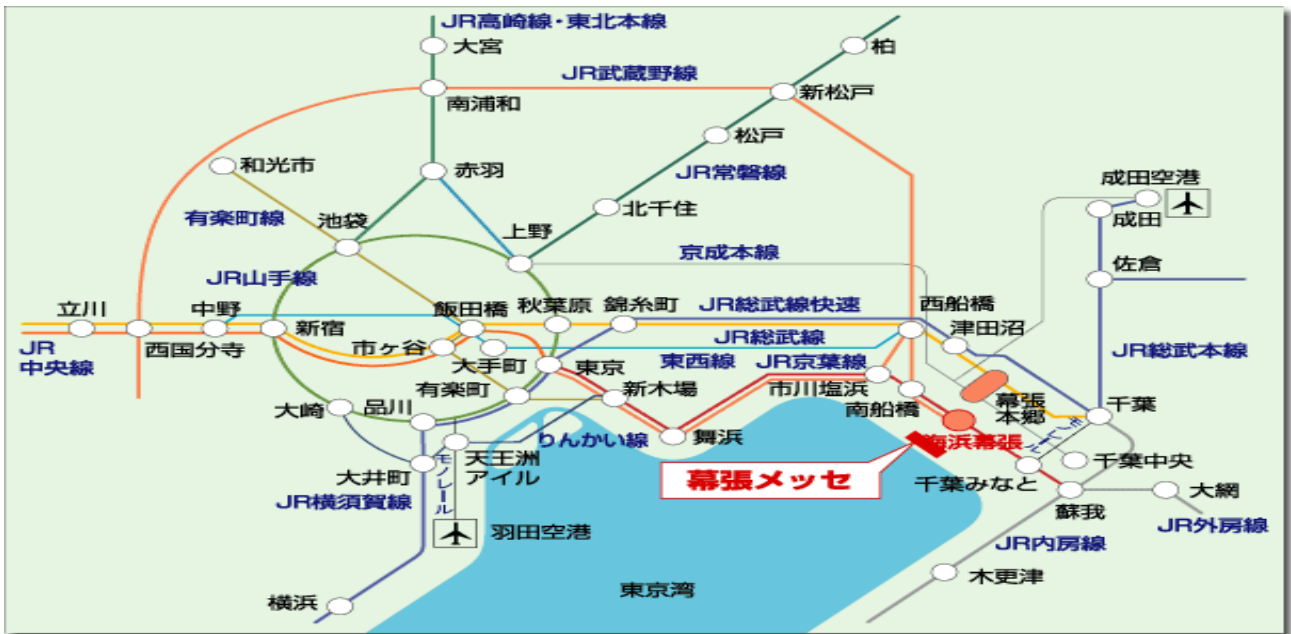 JR高崎線・東北本線
大宮
柏
JR武蔵野線
新松戸
南浦和
松戸
和光市
赤羽
JR常磐線
成田空港
成田
有楽町線
池袋
北千住
上野
京成本線
佐倉
JR山手線
立川
中野
新宿
飯田橋
秋葉原
錦糸町
JR総武線快速
西船橋
津田沼
JR総武線
JR
中央線
西国分寺
市ヶ谷
大手町
東京
東西線
JR京葉線
JR総武本線
有楽町
新木場
市川塩浜
南船橋
幕張
本郷
千葉
大崎
品川
りんかい線
舞浜
海浜幕張
モノレール
千葉中央
天王洲
アイル
大井町
モノレール
幕張メッセ
千葉みなと
大網
JR横須賀線
蘇我
JR外房線
羽田空港
JR内房線
木更津
東京湾
横浜